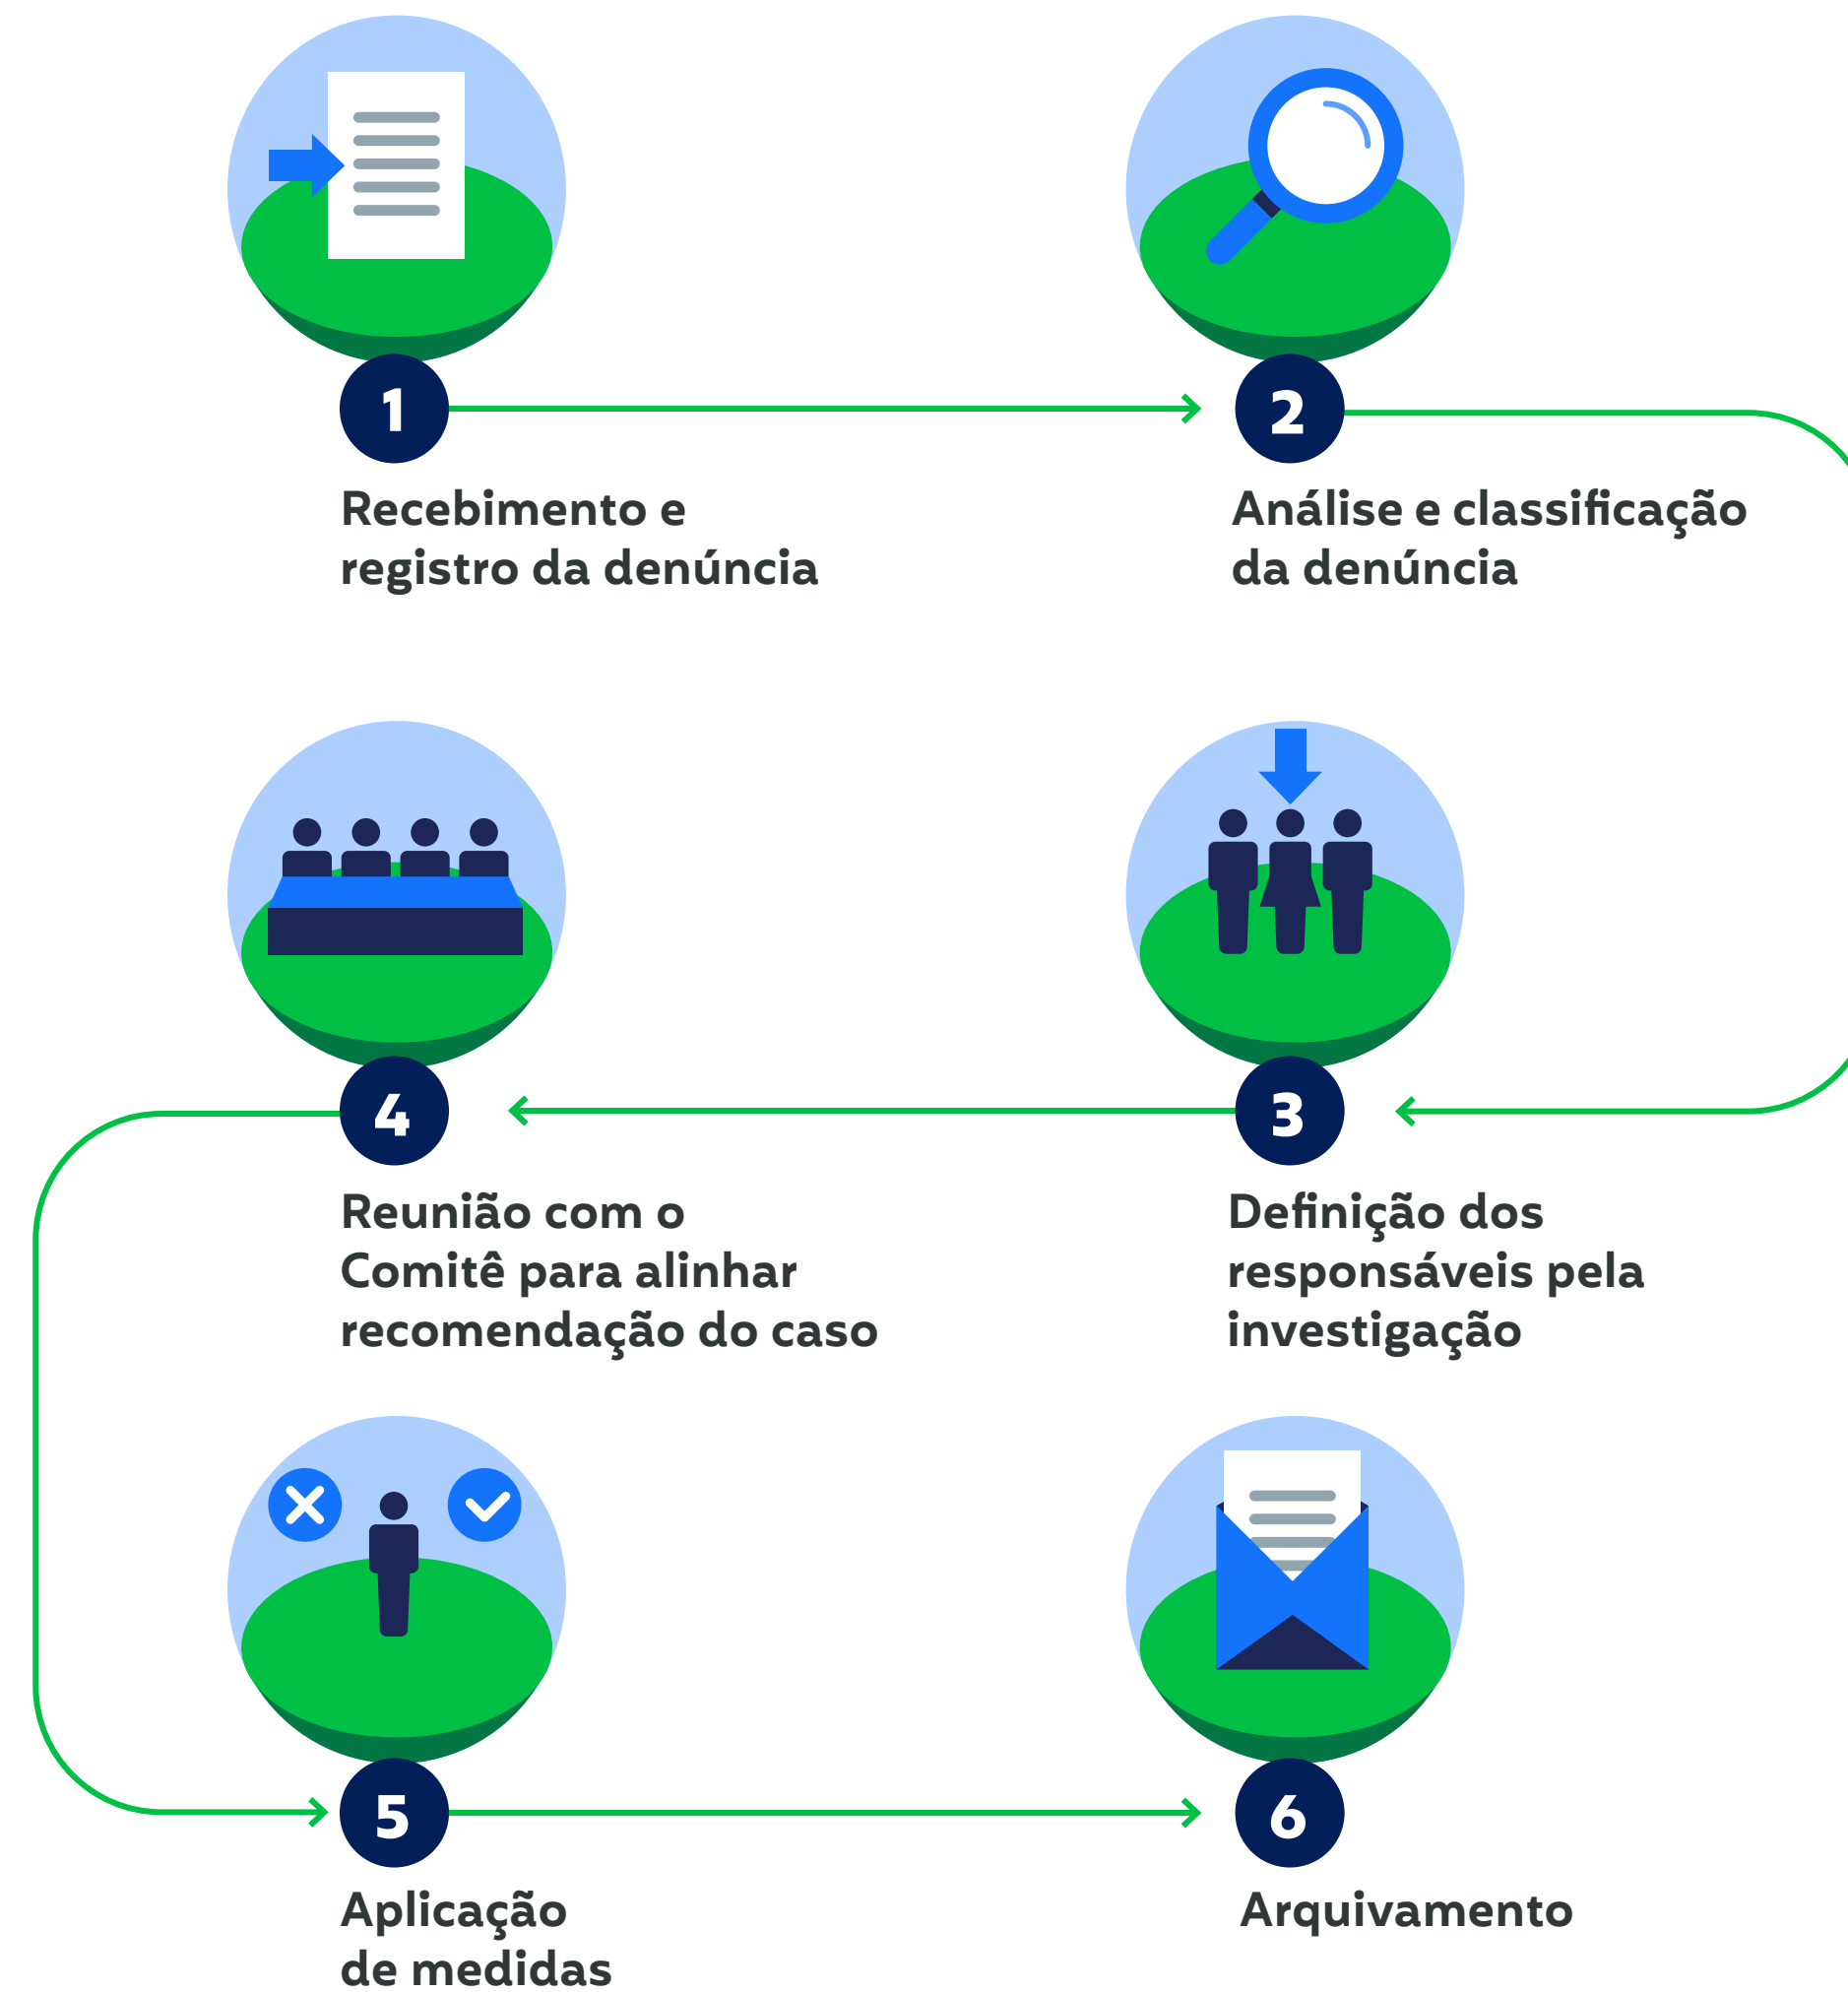 1
Recebimento e
registro da denúncia
2
Análise e classificação
da denúncia
3
Definição dos
responsáveis pela
investigação
4
Reunião com o
Comitê para alinhar
recomendação do caso
5
Aplicação
de medidas
6
Arquivamento